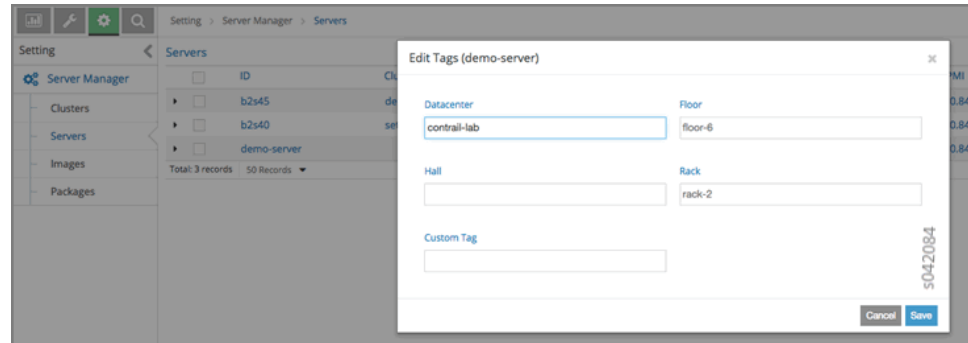 Setting > Server Manager > Servers
Setting
Server Manager
Clusters
Servers
Images
Packages
Servers
ID
b2s45 de
b2s40 se
demo-server
Total: 3 records 50 Records
Edit Tags (demo-server)
Datacenter Floor
contrail-lab floor-6
Hall Rack
rack-2
Custom Tag
Cancel Save
s042084